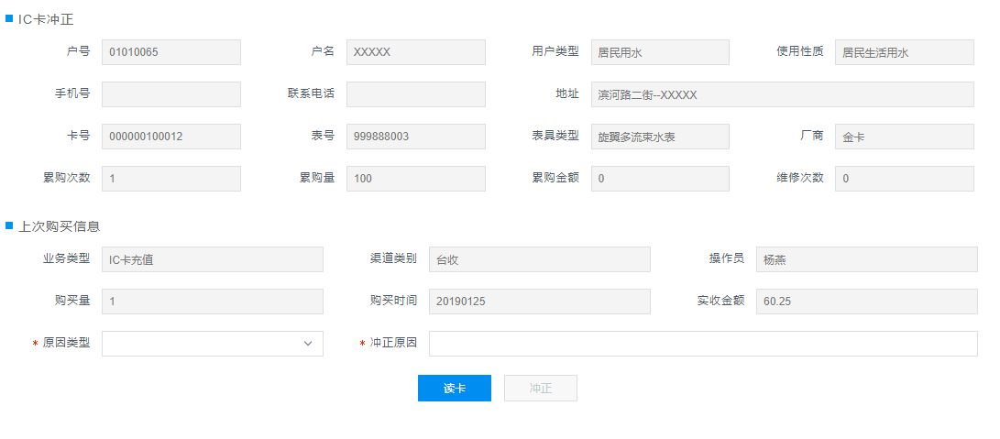 IC卡冲正
户号 01010065 户名 XXXXX 用户类型 居民用水 使用性质 居民生活用水
手机号 联系电话 地址 滨河路二街--XXXXX
卡号 000000100012 表号 999888003 表具类型 旋翼多流束水表 厂商 金卡
累购次数 1 累购量 100 累购金额 0 维修次数 0
上次购买信息
业务类型 IC卡充值 渠道类别 台收 操作员 杨燕
购买量 1 购买时间 20190125 实收金额 60.25
* 原因类型 * 冲正原因
读卡 冲正